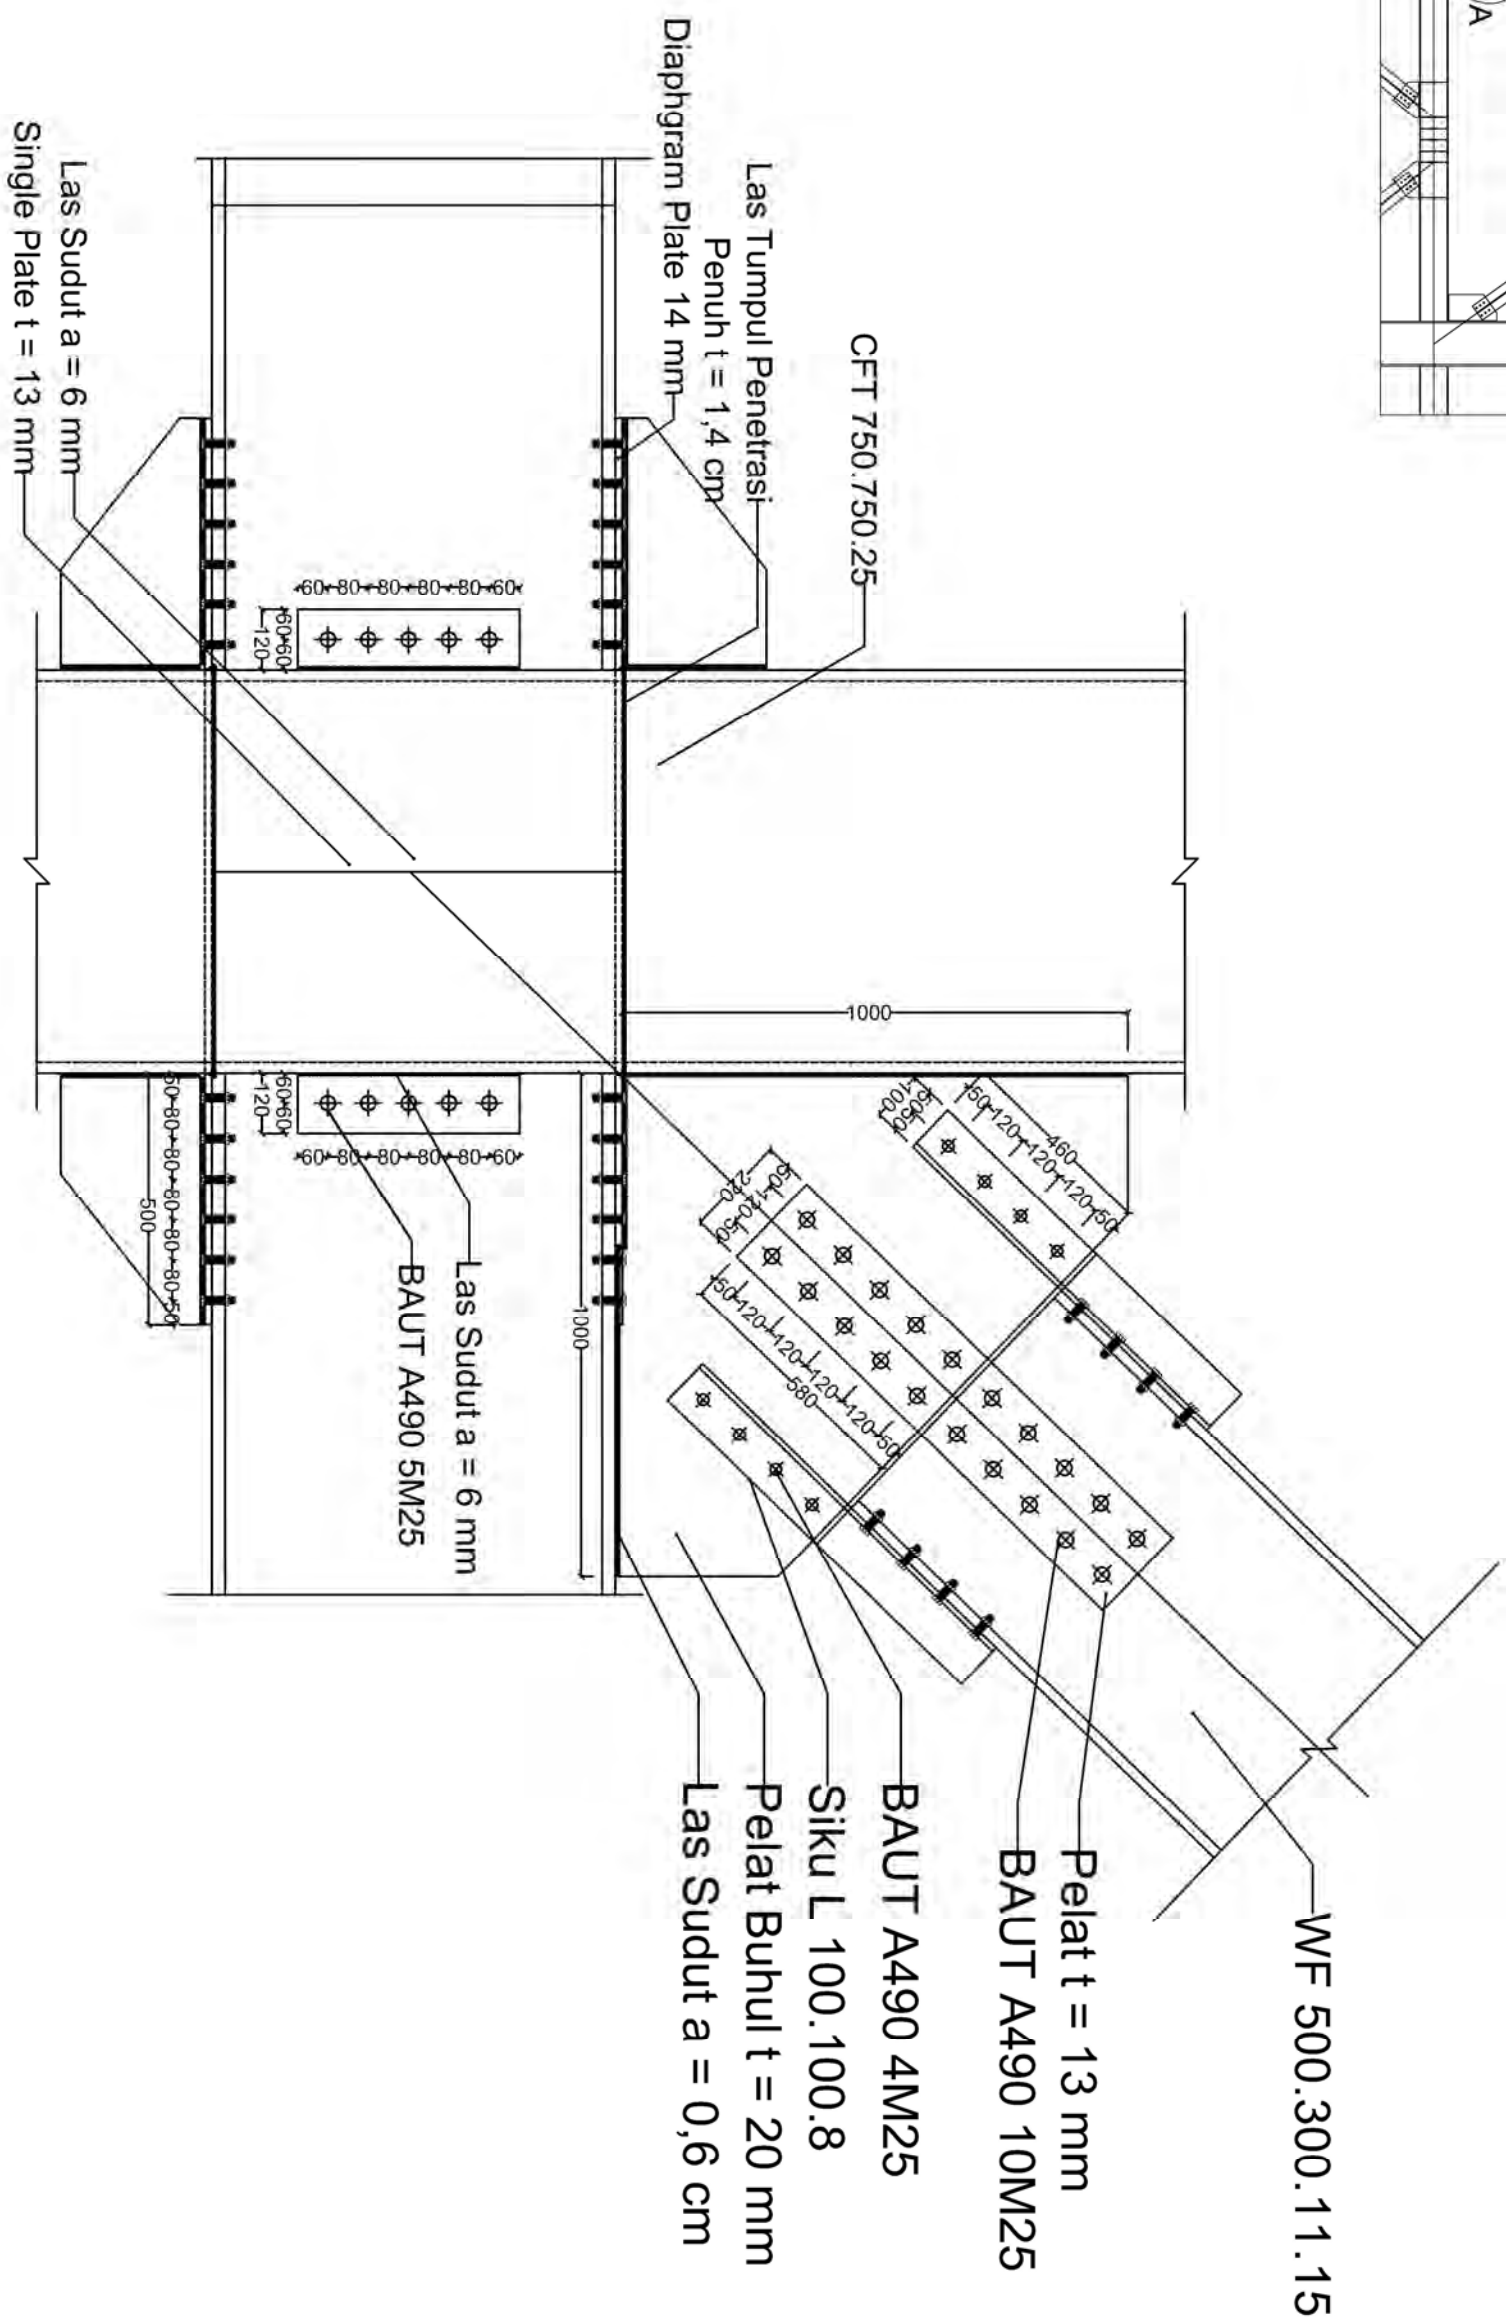 A
WF 500.300.11.15
Pelat t = 13 mm
BAUT A490 10M25
BAUT A490 4M25
Siku L 100.100.8
Pelat Buhul t = 20 mm
Las Sudut a = 0,6 cm
CFT 750.750.25
Las Tumpul Penetrasi
Penuh t = 1,4 cm
Diaphgram Plate 14 mm
1000
50 120 120 120 50
460
50 50
100
50 120 50
220
50 120 120 120 120 50
580
1000
60 80 80 80 80 60
60 60
120
60 80 80 80 80 60
60 60
120
Las Sudut a = 6 mm
BAUT A490 5M25
50 80 80 80 80 80 50
500
Las Sudut a = 6 mm
Single Plate t = 13 mm